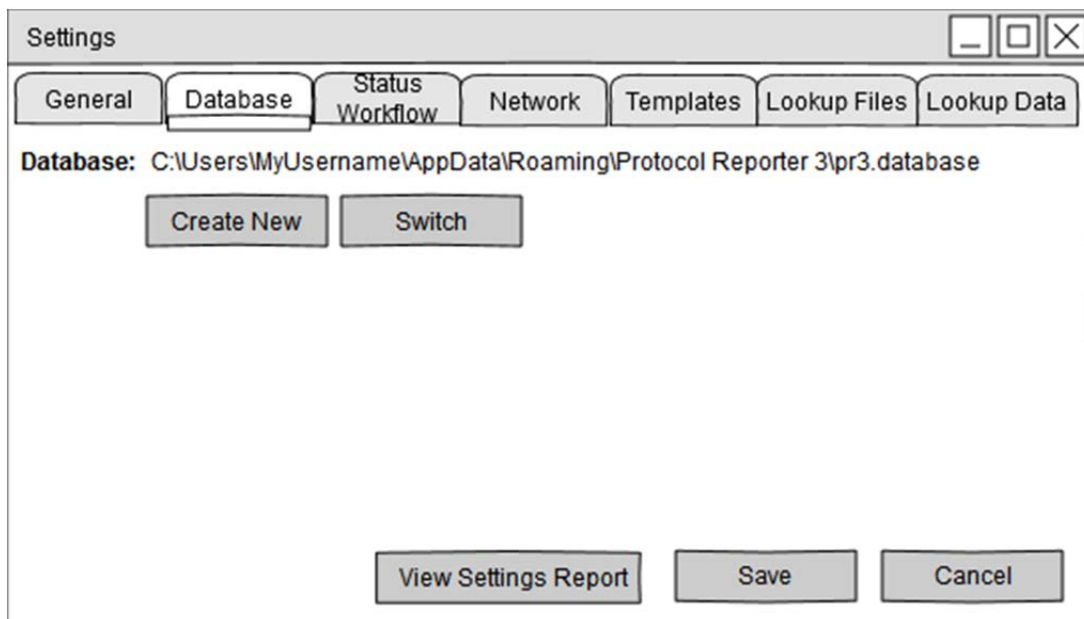 Settings
General
Database
Status
Workflow
Network
Templates
Lookup Files
Lookup Data
Database: C:\Users\MyUsername\AppData\Roaming\Protocol Reporter 3\pr3.database
Create New
Switch
View Settings Report
Save
Cancel